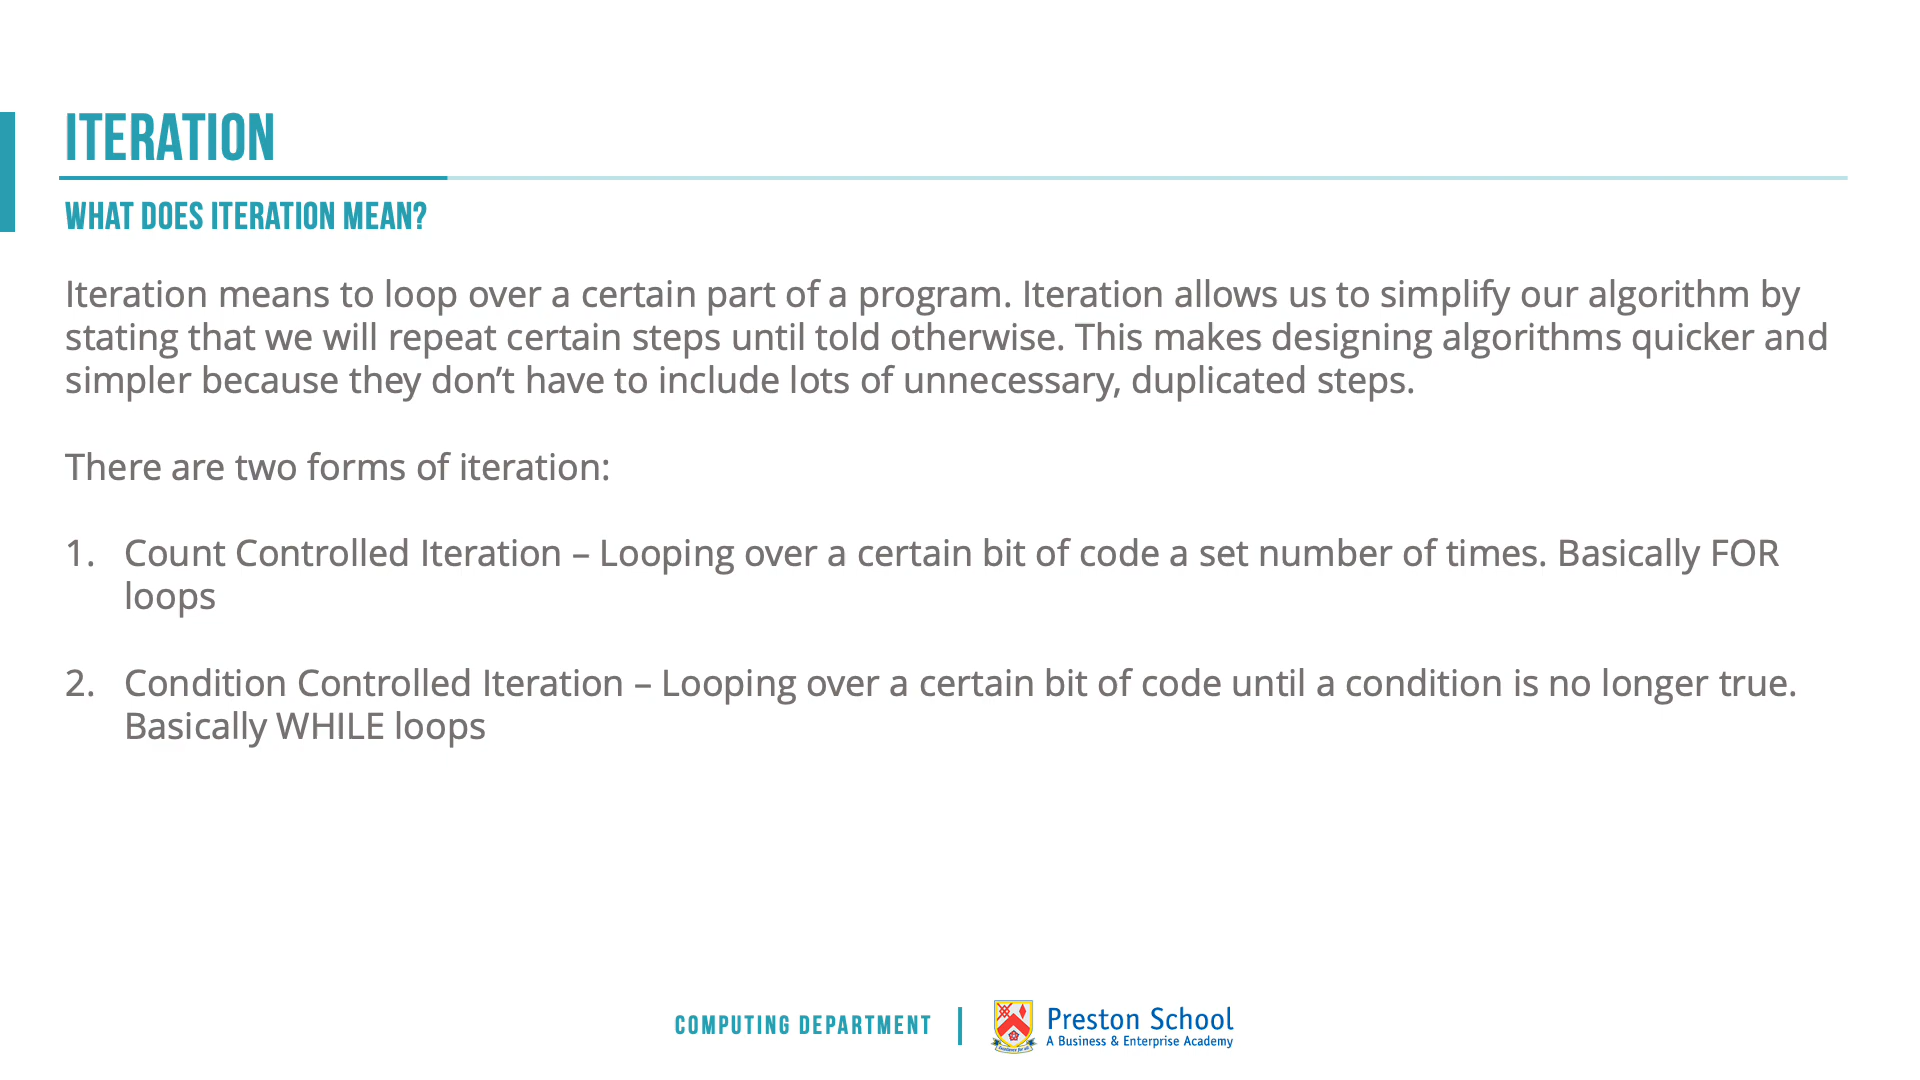 ITERATION
WHAT DOES ITERATION MEAN?
Iteration means to loop over a certain part of a program. Iteration allows us to simplify our algorithm by
stating that we will repeat certain steps until told otherwise. This makes designing algorithms quicker and
simpler because they don’t have to include lots of unnecessary, duplicated steps.
There are two forms of iteration:
1. Count Controlled Iteration – Looping over a certain bit of code a set number of times. Basically FOR
loops
2. Condition Controlled Iteration – Looping over a certain bit of code until a condition is no longer true.
Basically WHILE loops
COMPUTING DEPARTMENT
Preston School
A Business & Enterprise Academy